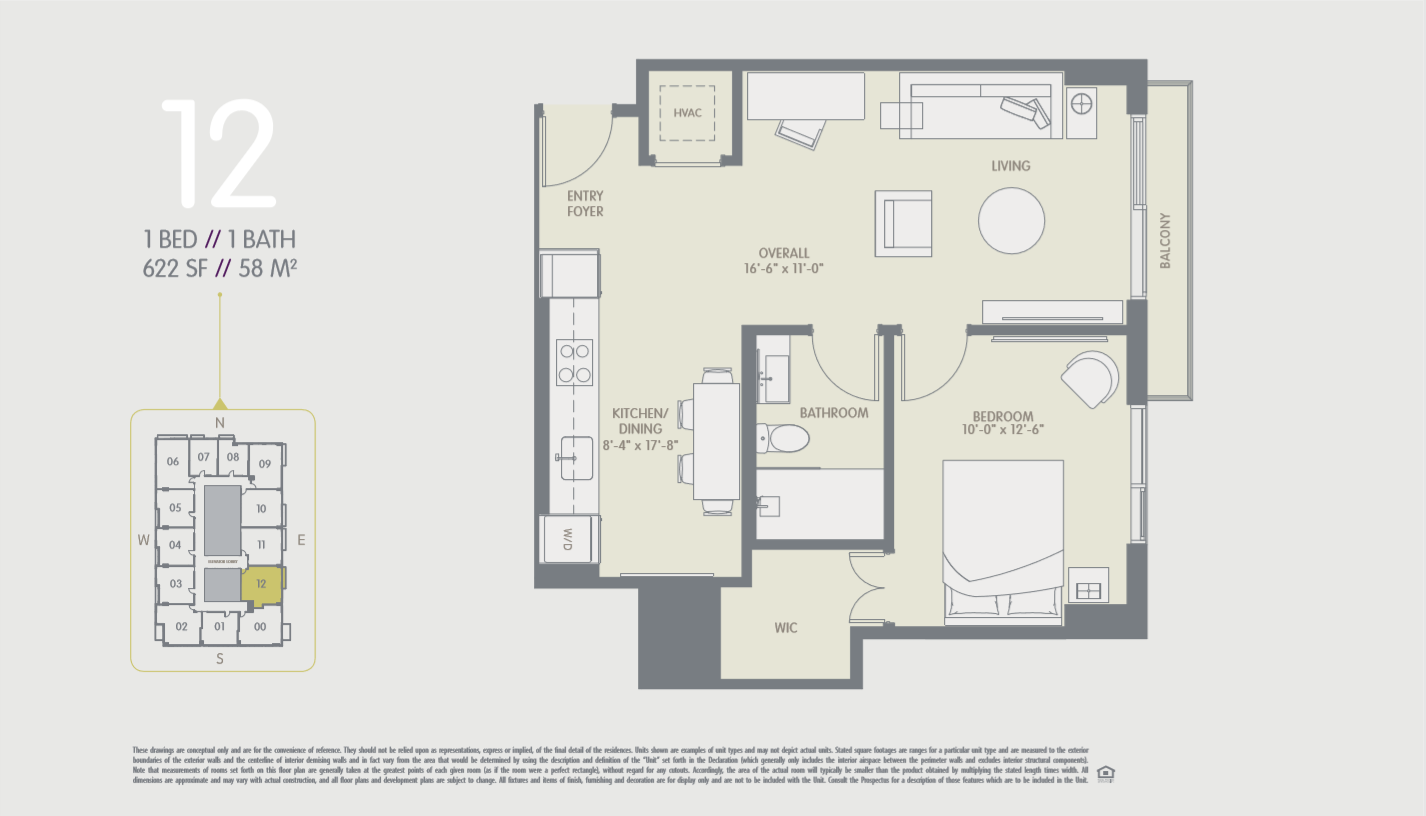 12
1 BED // 1 BATH
622 SF // 58 M²
N
06 07 08 09
05 10
W 04 11 E
ELEVATOR LOBBY
03 12
02 01 00
S
HVAC
ENTRY
FOYER
LIVING
BALCONY
OVERALL
16'-6" x 11'-0"
KITCHEN/
DINING
8'-4" x 17'-8"
BATHROOM
BEDROOM
10'-0" x 12'-6"
W/D
WIC
These drawings are conceptual only and are for the convenience of reference. They should not be relied upon as representations, express or implied, of the final detail of the residences. Units shown are examples of unit types and may not depict actual units. Stated square footages are ranges for a particular unit type and are measured to the exterior
boundaries of the exterior walls and the centerline of interior demising walls and in fact vary from the area that would be determined by using the description and definition of the "Unit" set forth in the Declaration (which generally only includes the interior airspace between the perimeter walls and excludes interior structural components).
Note that measurements of rooms set forth on this floor plan are generally taken at the greatest points of each given room (as if the room were a perfect rectangle), without regard for any cutouts. Accordingly, the area of the actual room will typically be smaller than the product obtained by multiplying the stated length times width. All
dimensions are approximate and may vary with actual construction, and all floor plans and development plans are subject to change. All fixtures and items of finish, furnishing and decoration are for display only and are not to be included with the Unit. Consult the Prospectus for a description of those features which are to be included in the Unit.